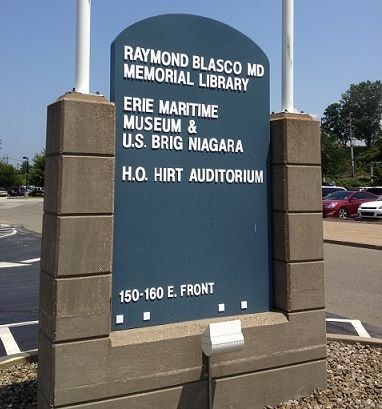 RAYMOND BLASCO MD
MEMORIAL LIBRARY
ERIE MARITIME
MUSEUM &
U.S. BRIG NIAGARA
H.O. HIRT AUDITORIUM
150-160 E. FRONT